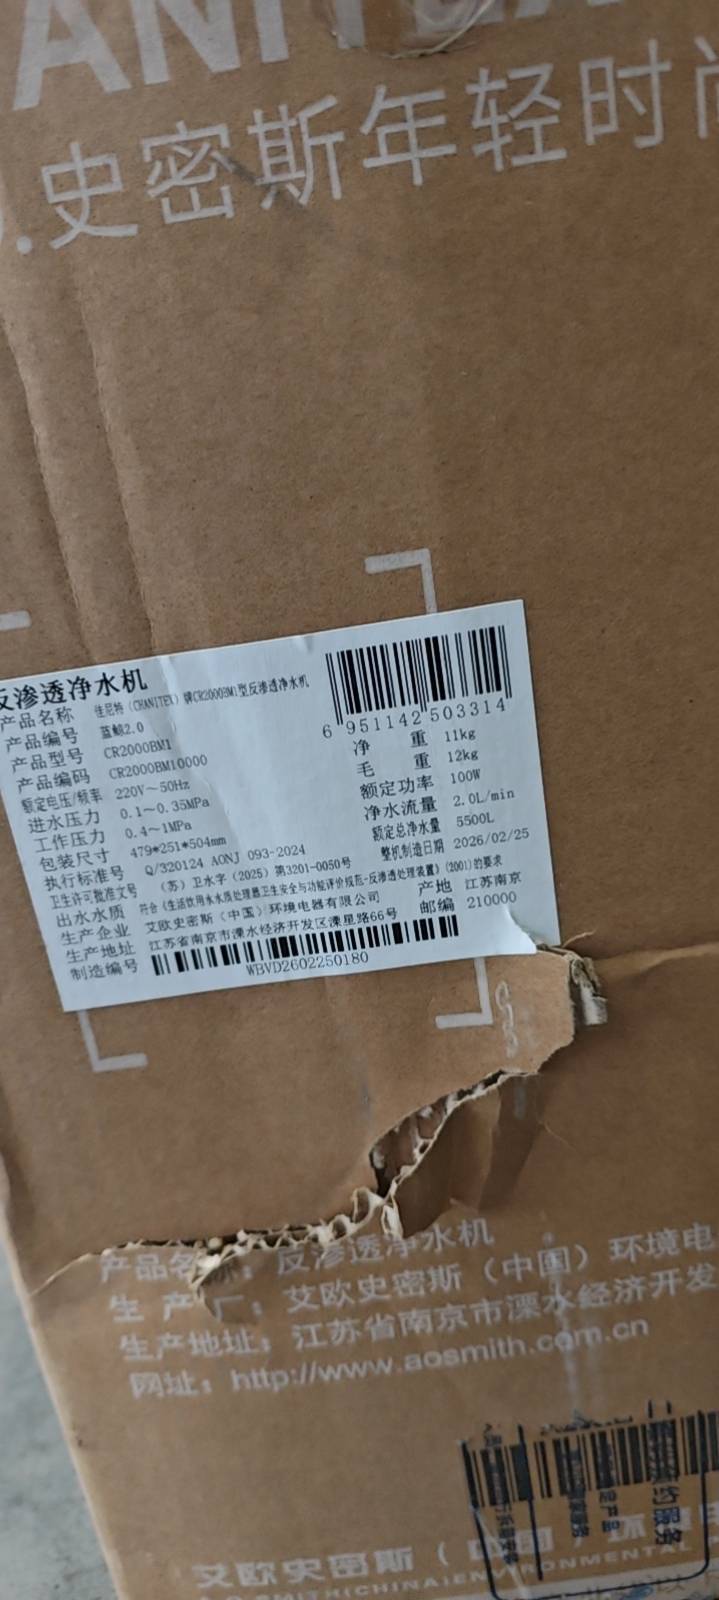 ANITEX
.史密斯年轻时尚
反渗透净水机
产品名称 佳尼特（CHANITEX）牌CR2000BM1型反渗透净水机
产品编号 蓝鲸2.0
产品型号 CR2000BM1
产品编码 CR2000BM10000
额定电压/频率 220V～50Hz
进水压力 0.1～0.35MPa
工作压力 0.4～1MPa
包装尺寸 479*251*504mm
执行标准号 Q/320124 AONJ 093-2024
卫生许可批准文号 （苏）卫水字（2025）第3201-0050号
出水水质 符合《生活饮用水水质处理器卫生安全与功能评价规范-反渗透处理装置》（2001）的要求
生产企业 艾欧史密斯（中国）环境电器有限公司
生产地址 江苏省南京市溧水经济开发区溧星路66号
制造编号
WBVD2602250180
6 951142 503314
净 重 11kg
毛 重 12kg
额定功率 100W
净水流量 2.0L/min
额定总净水量 5500L
整机制造日期 2026/02/25
产地 江苏南京
邮编 210000
产品名称：反渗透净水机
生 产 厂：艾欧史密斯（中国）环境电
生产地址：江苏省南京市溧水经济开发
网址：http://www.aosmith.com.cn
艾欧史密斯（中国）环境电
A.O.SMITH(CHINA)ENVIRONMENTAL